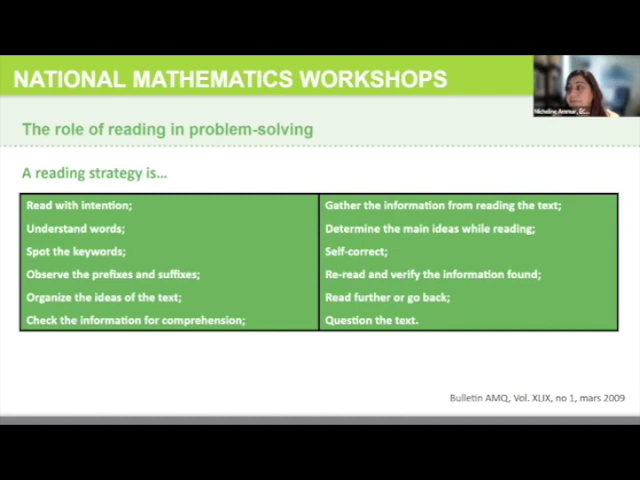 NATIONAL MATHEMATICS WORKSHOPS
Micheline Ammar,
The role of reading in problem-solving
A reading strategy is...
Read with intention;
Understand words;
Spot the keywords;
Observe the prefixes and suffixes;
Organize the ideas of the text;
Check the information for comprehension;
Gather the information from reading the text;
Determine the main ideas while reading;
Self-correct;
Re-read and verify the information found;
Read further or go back;
Question the text.
Bulletin AMQ, Vol. XLIX, no 1, mars 2009